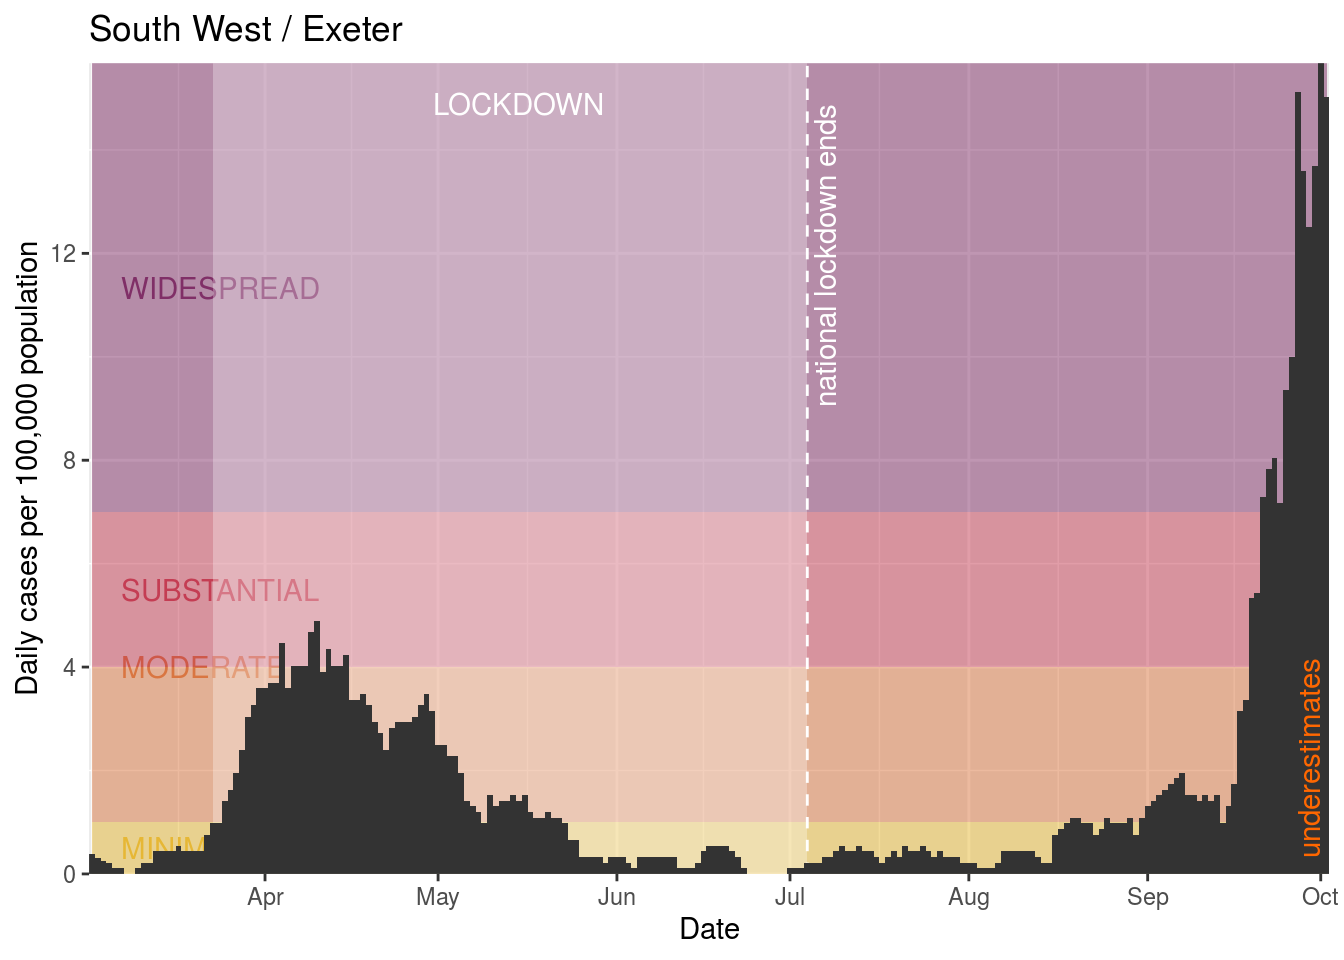 South West / Exeter
LOCKDOWN
national lockdown ends
WIDESPREAD
SUBSTANTIAL
MODERATE
MINIM
underestimates
Daily cases per 100,000 population
12
8
4
0
Apr
May
Jun
Jul
Aug
Sep
Oct
Date